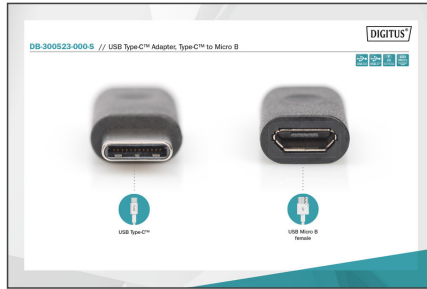 DIGITUS®
DB-300523-000-S // USB Type-C™ Adapter, Type-C™ to Micro B
USB Type-C™
USB Micro B
female